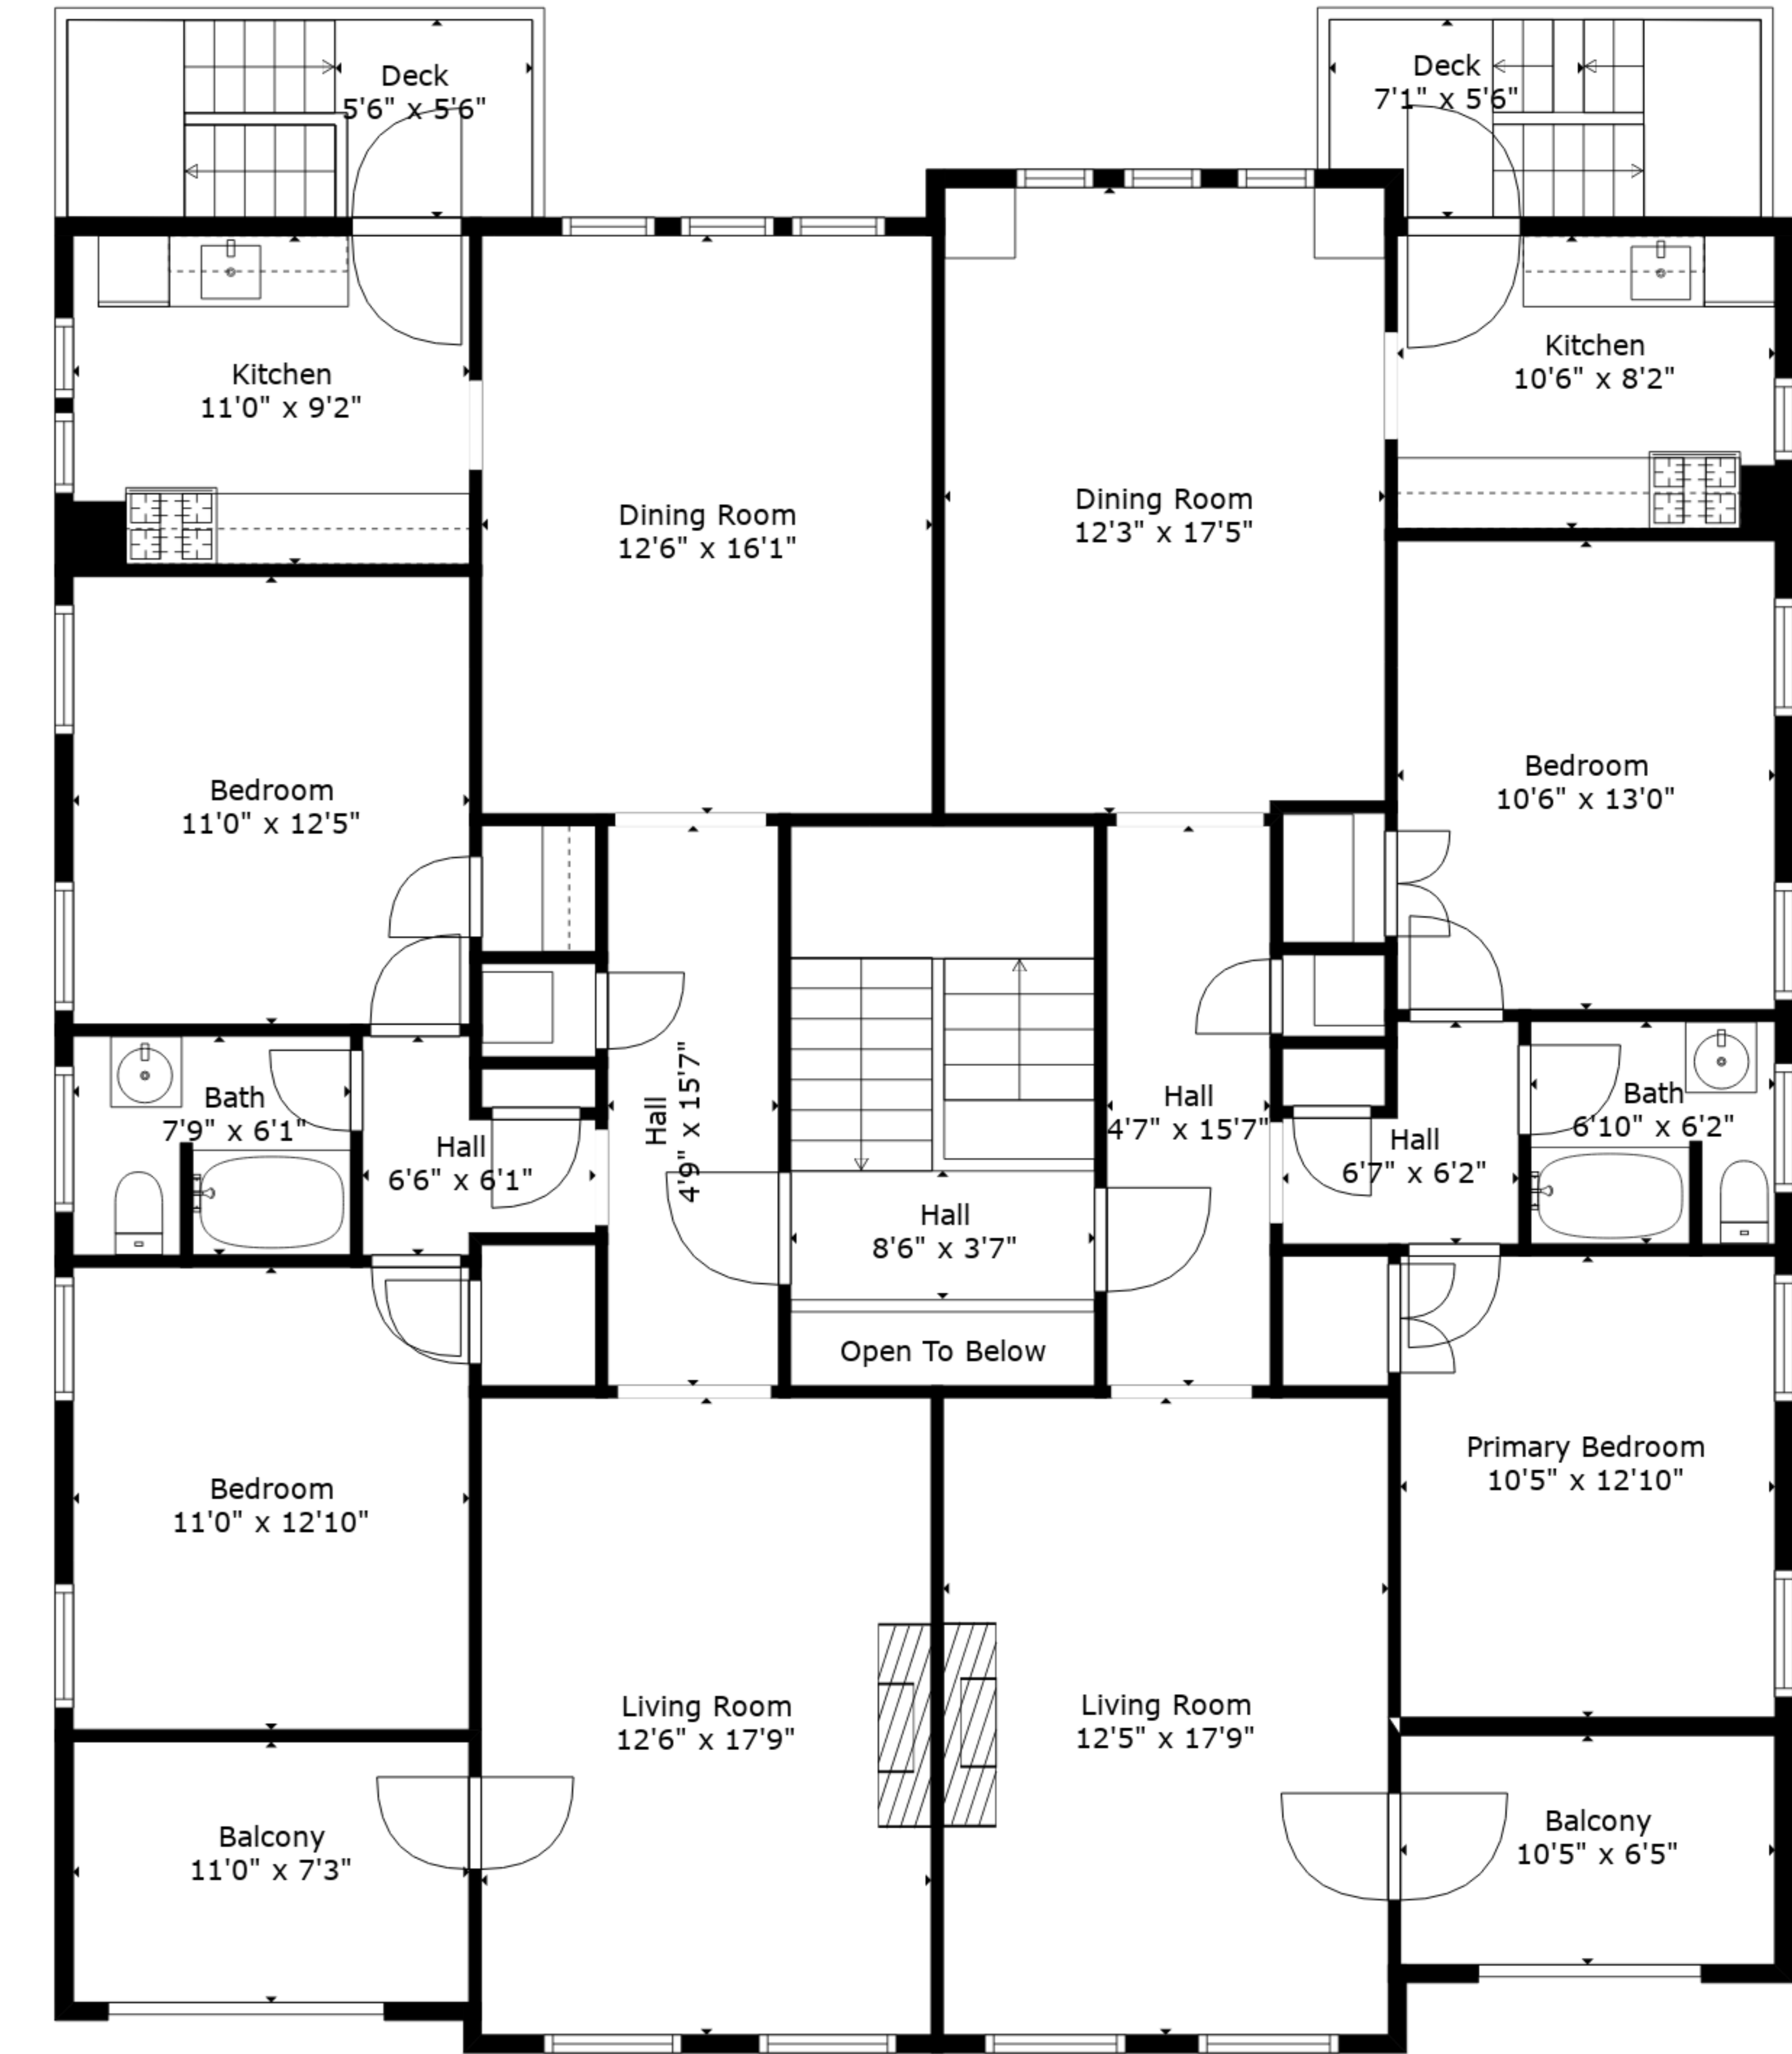 Deck
5'6" x 5'6"
Deck
7'1" x 5'6"
Kitchen
11'0" x 9'2"
Kitchen
10'6" x 8'2"
Dining Room
12'6" x 16'1"
Dining Room
12'3" x 17'5"
Bedroom
11'0" x 12'5"
Bedroom
10'6" x 13'0"
Bath
7'9" x 6'1"
Hall
6'6" x 6'1"
Hall
4'9" x 15'7"
Hall
8'6" x 3'7"
Open To Below
Hall
4'7" x 15'7"
Hall
6'7" x 6'2"
Bath
6'10" x 6'2"
Bedroom
11'0" x 12'10"
Primary Bedroom
10'5" x 12'10"
Living Room
12'6" x 17'9"
Living Room
12'5" x 17'9"
Balcony
11'0" x 7'3"
Balcony
10'5" x 6'5"